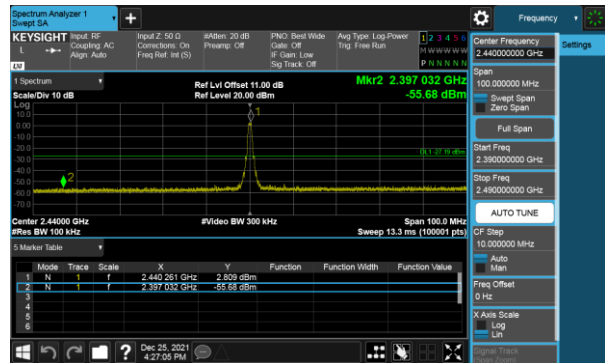 Spectrum Analyzer 1
Swept SA
+
Frequency
Settings
KEYSIGHT
Input: RF
Coupling: AC
Align: Auto
Input Z: 50 Ω
Corrections: On
Freq Ref: Int (S)
#Atten: 20 dB
Preamp: Off
PNO: Best Wide
Gate: Off
IF Gain: Low
Sig Track: Off
Avg Type: Log-Power
Trig: Free Run
1 2 3 4 5 6
M W W W W W
P N N N N N
L
LXI
1 Spectrum
Scale/Div 10 dB
Ref Lvl Offset 11.00 dB
Ref Level 20.00 dBm
Mkr2 2.397 032 GHz
-55.68 dBm
Log
10.0
0.00
-10.0
-20.0
-30.0
-40.0
-50.0
-60.0
-70.0
1
2
DL1 -27.19 dBm
Center 2.44000 GHz
#Res BW 100 kHz
#Video BW 300 kHz
Span 100.0 MHz
Sweep 13.3 ms (100001 pts)
5 Marker Table
Mode Trace Scale X Y Function Function Width Function Value
1 N 1 f 2.440 261 GHz 2.809 dBm
2 N 1 f 2.397 032 GHz -55.68 dBm
3
4
5
6
Dec 25, 2021
4:27:05 PM
?
Center Frequency
2.440000000 GHz
Span
100.000000 MHz
Swept Span
Zero Span
Full Span
Start Freq
2.390000000 GHz
Stop Freq
2.490000000 GHz
AUTO TUNE
CF Step
10.000000 MHz
Auto
Man
Freq Offset
0 Hz
X Axis Scale
Log
Lin
Signal Track
(Span Zoom)